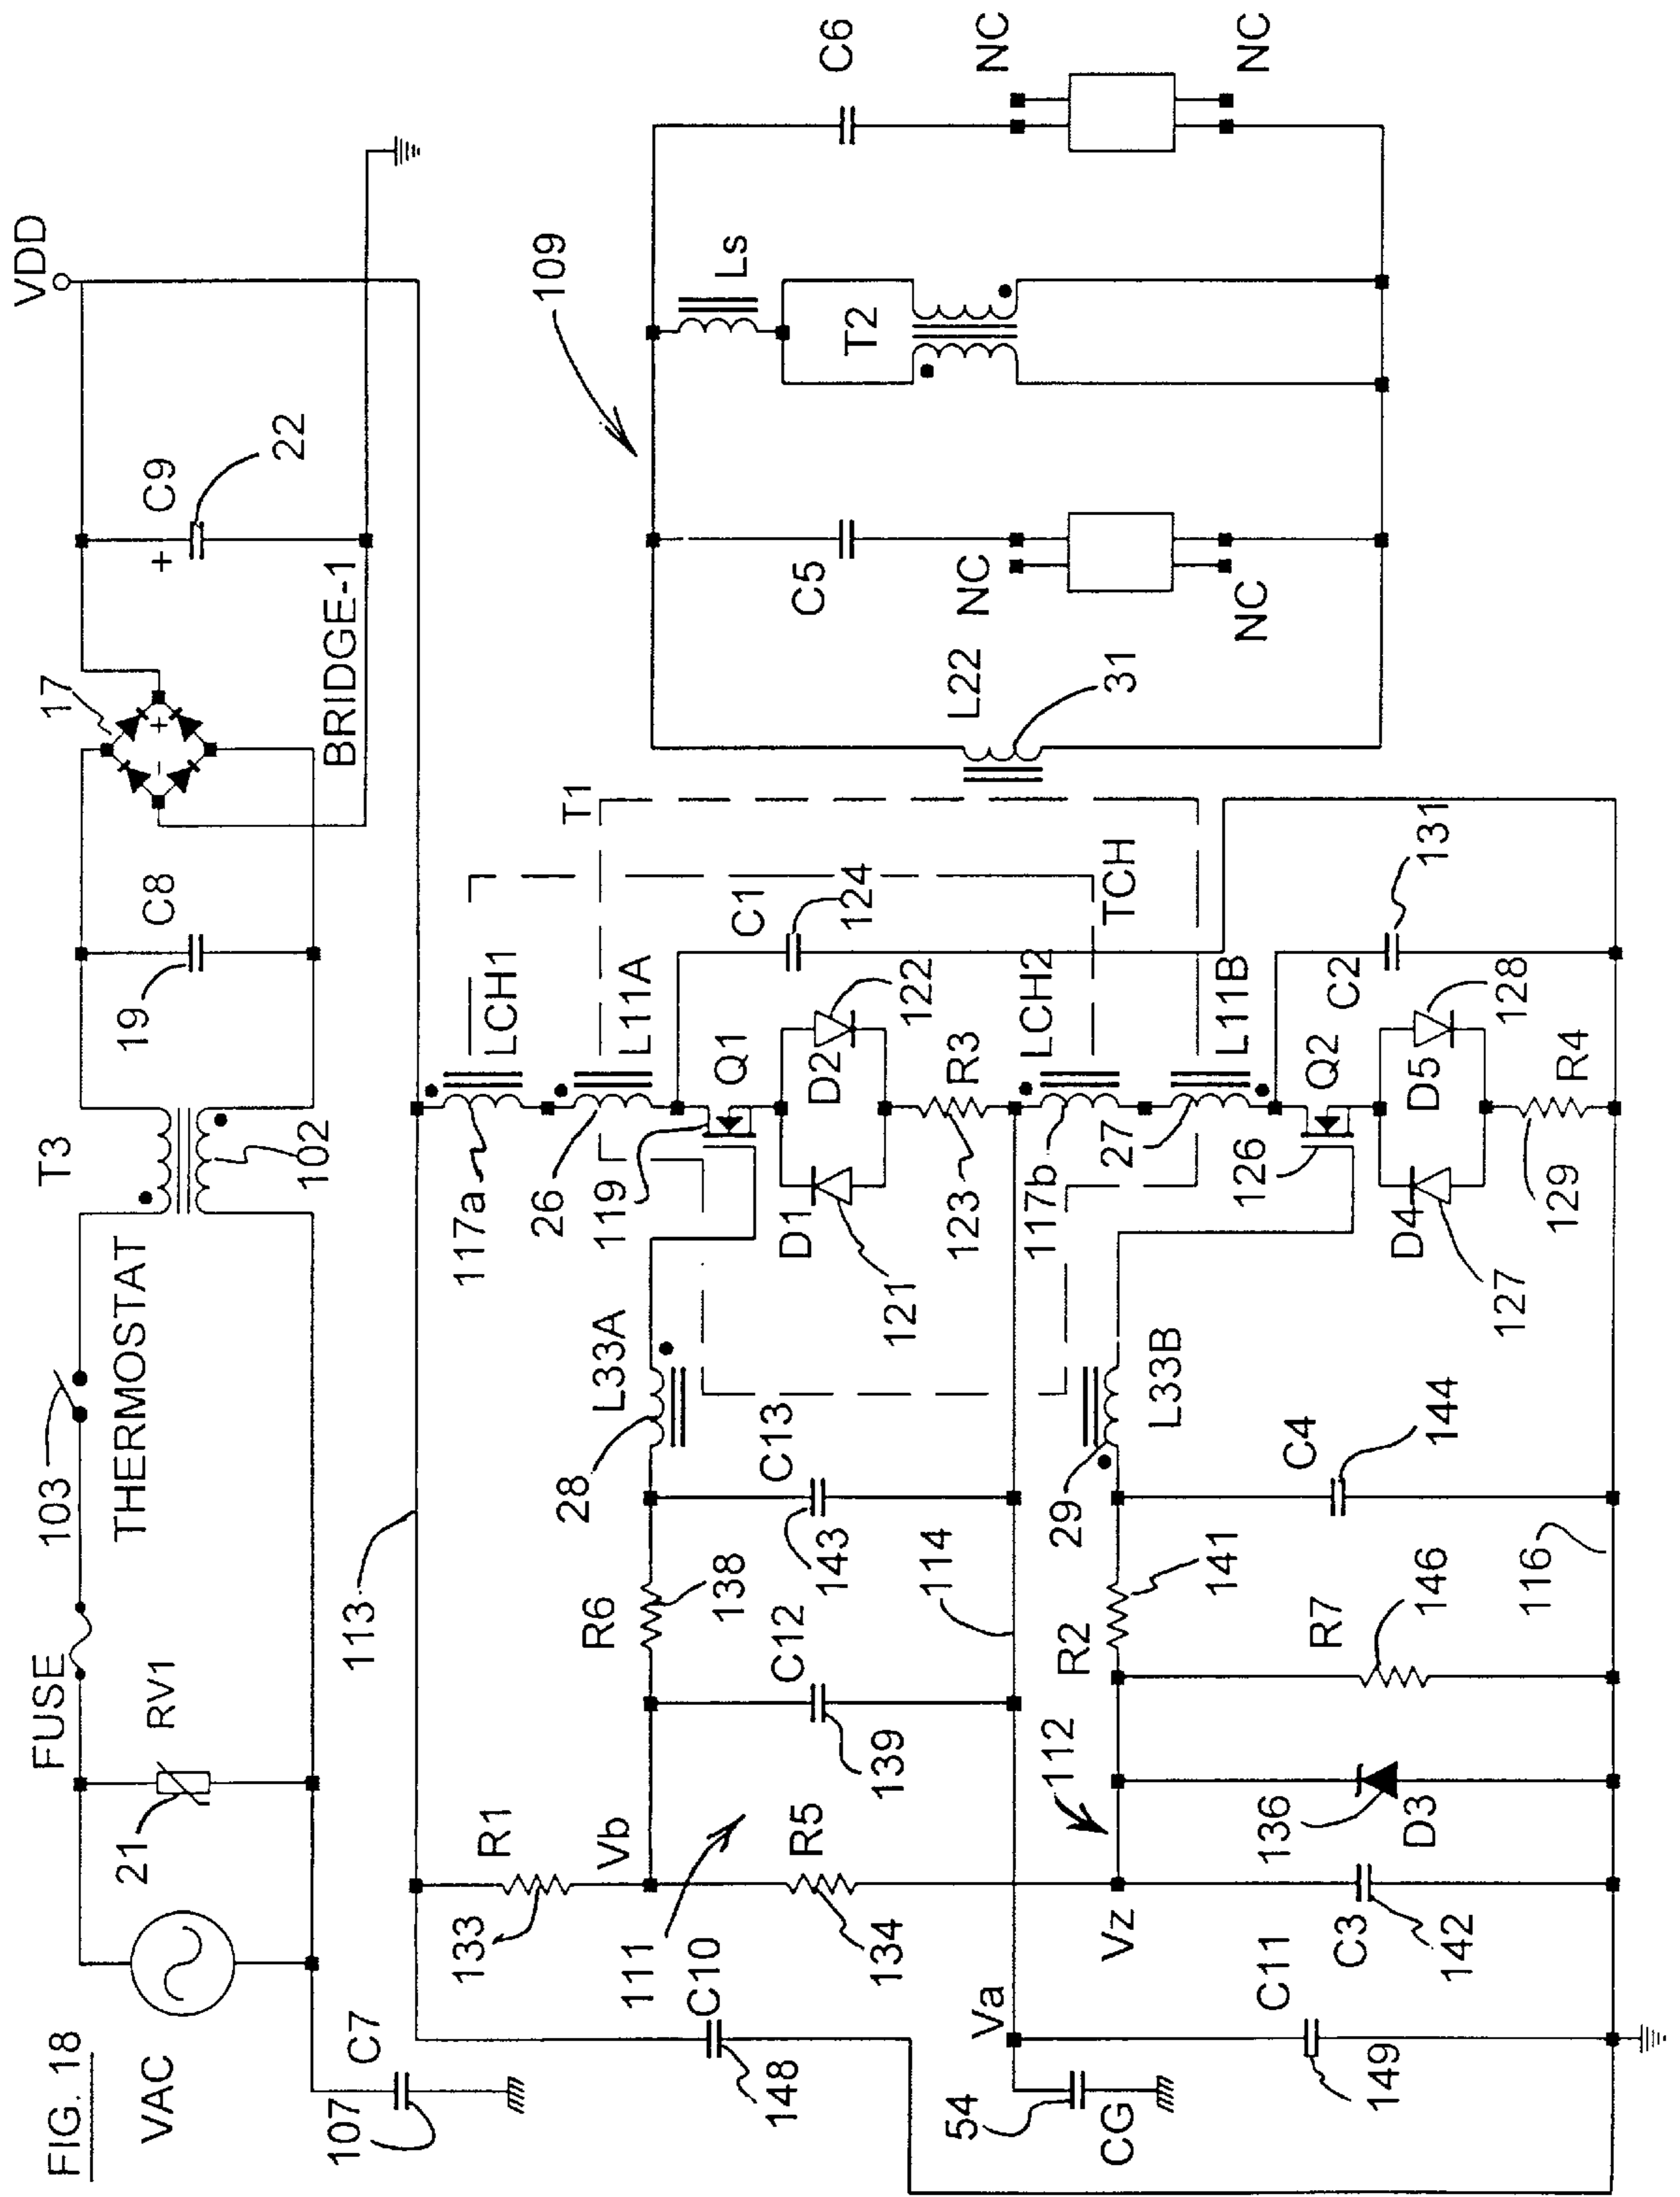 FIG. 18
VAC
FUSE
RV1
21
103
THERMOSTAT
T3
102
19
C8
17
BRIDGE-1
+
-
C9
+
22
VDD
C7
107
113
R1
133
Vb
111
R5
134
C10
148
R6
138
C12
139
C13
143
28
L33A
117a
LCH1
26
L11A
119
Q1
D1
121
D2
122
R3
123
C1
124
T1
TCH
54
CG
Va
114
Vz
112
C11
149
C3
142
136
D3
R7
146
R2
141
116
29
L33B
C4
144
117b
LCH2
27
L11B
126
Q2
D4
127
D5
128
R4
129
C2
131
109
L22
31
C5
NC
NC
T2
Ls
C6
NC
NC